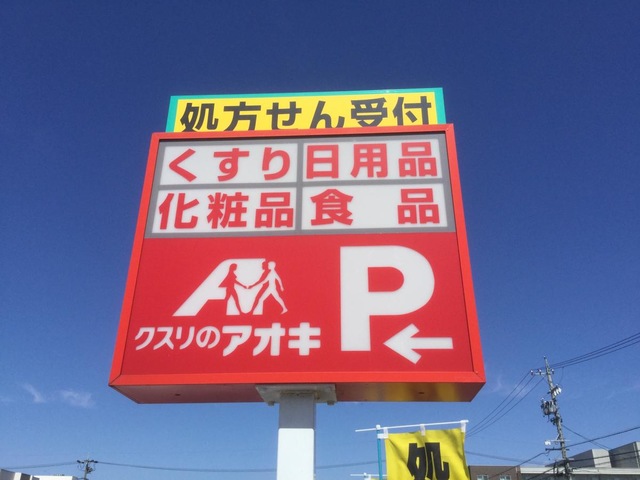 処方せん受付
くすり 日用品
化粧品 食品
P
クスリのアオキ
処